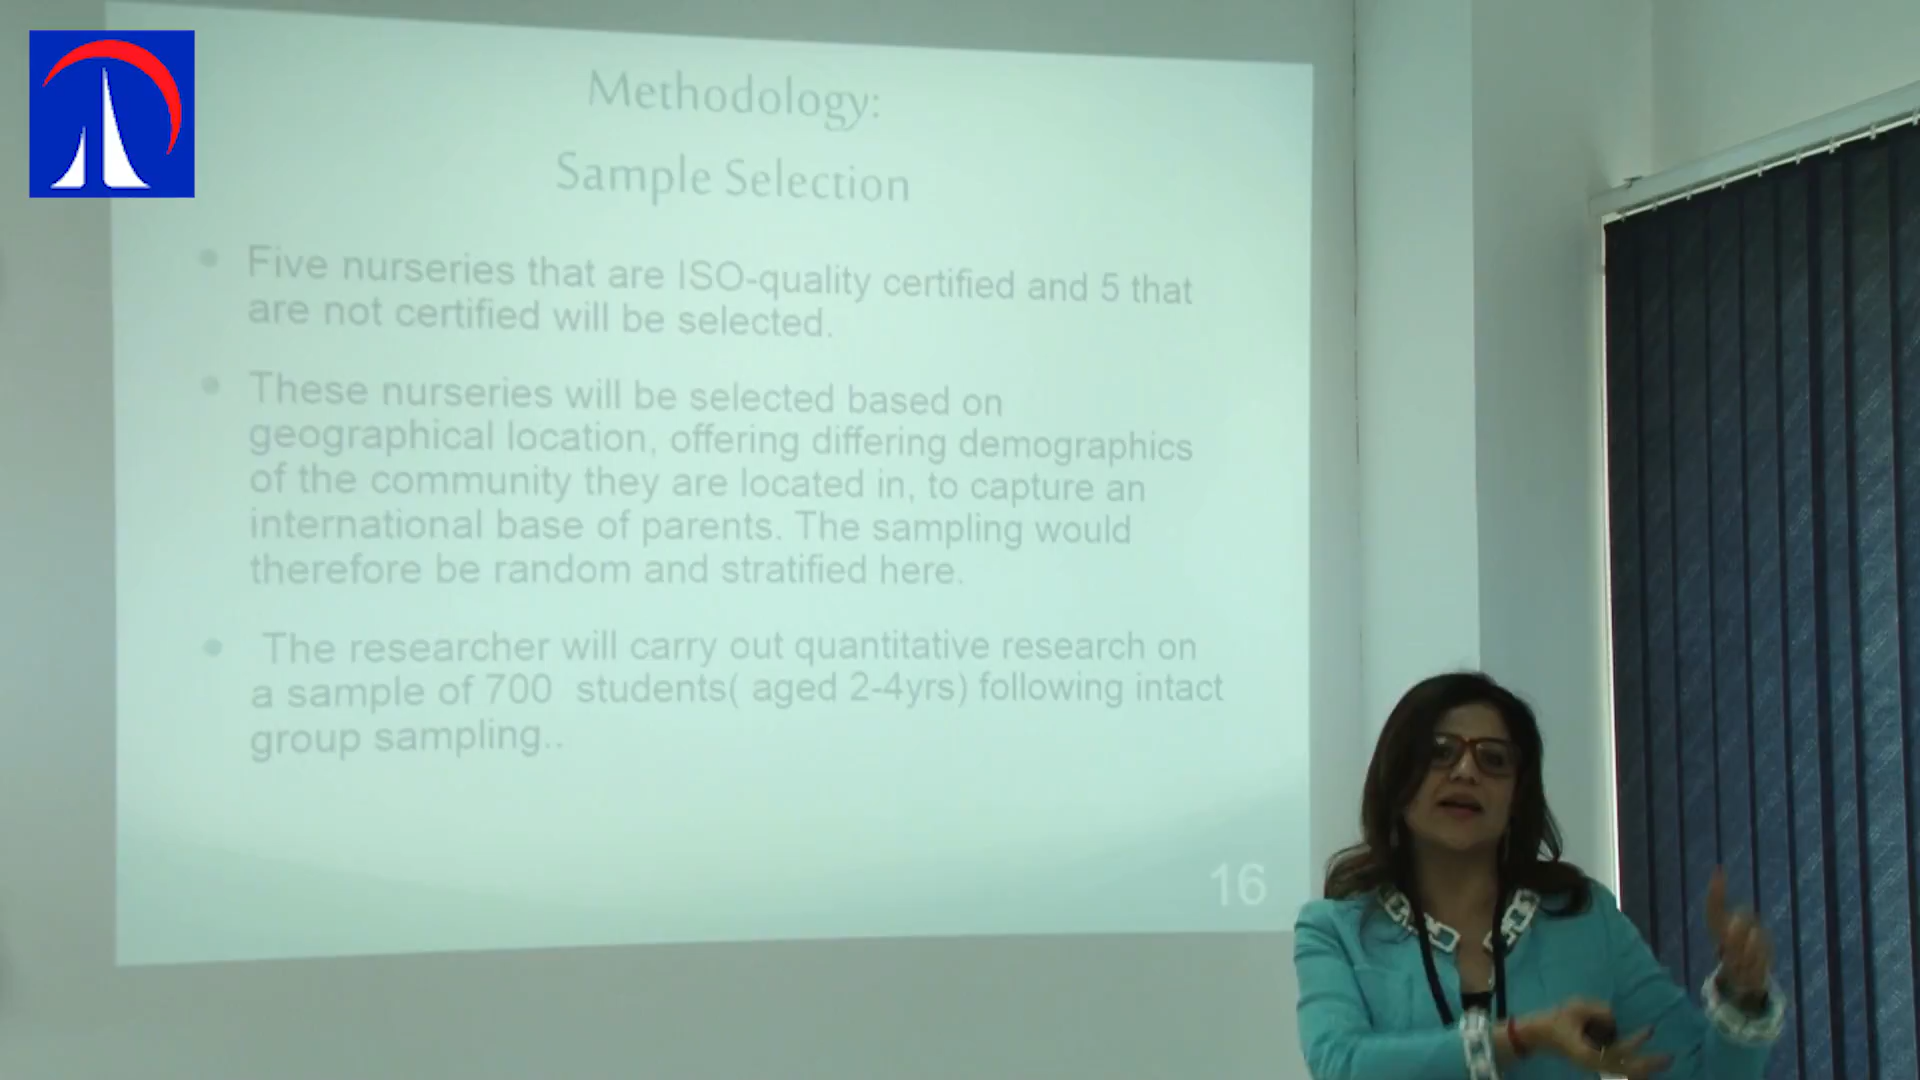 Methodology:
Sample Selection
Five nurseries that are ISO-quality certified and 5 that
are not certified will be selected.
These nurseries will be selected based on
geographical location, offering differing demographics
of the community they are located in, to capture an
international base of parents. The sampling would
therefore be random and stratified here.
The researcher will carry out quantitative research on
a sample of 700 students( aged 2-4yrs) following intact
group sampling..
16